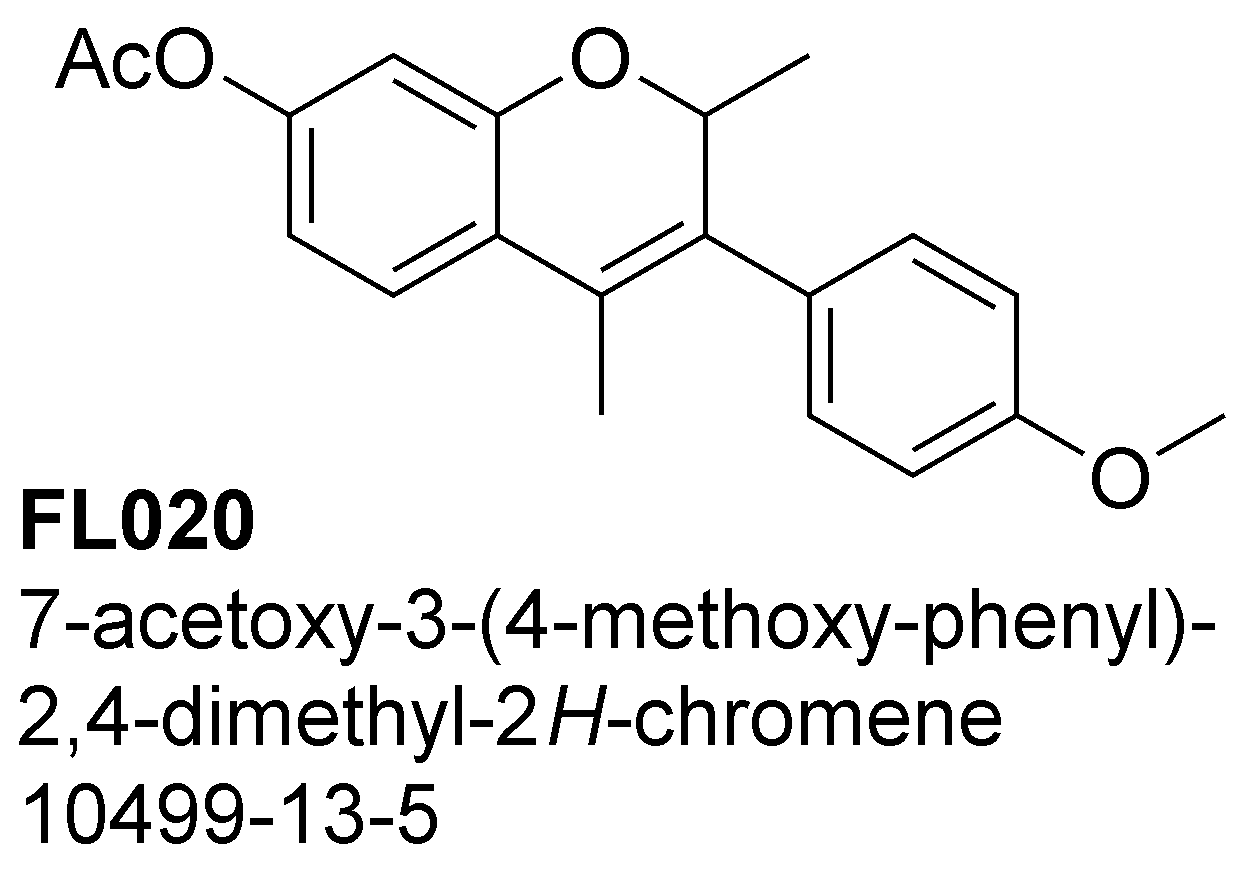 AcO
O
O
FL020
7-acetoxy-3-(4-methoxy-phenyl)-
2,4-dimethyl-2H-chromene
10499-13-5